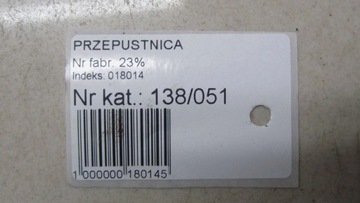 PRZEPUSTNICA
Nr fabr. 23%
Indeks: 018014
Nr kat.: 138/051
1 000000 180145